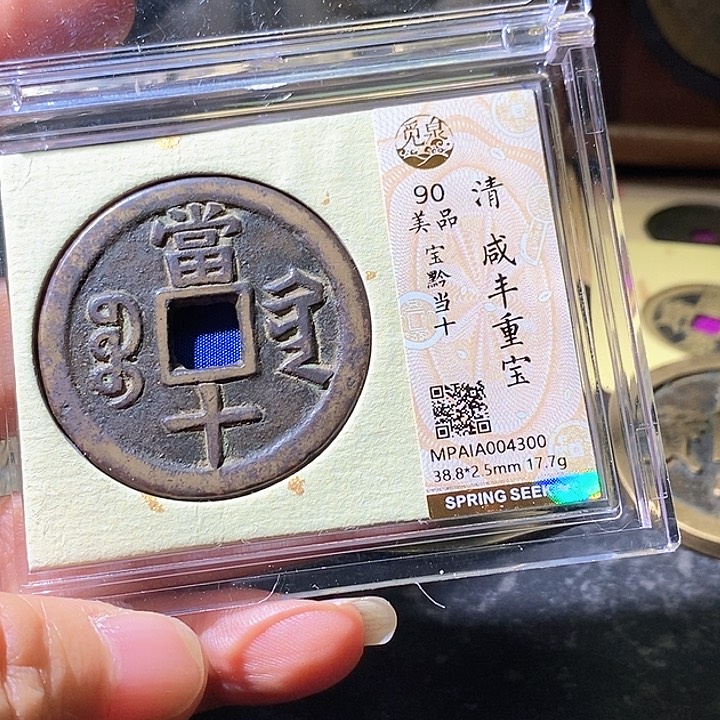 當
十
觅泉
清 咸丰重宝
90
美品 宝黔当十
MPAIA004300
38.8*2.5mm 17.7g
SPRING SEEK